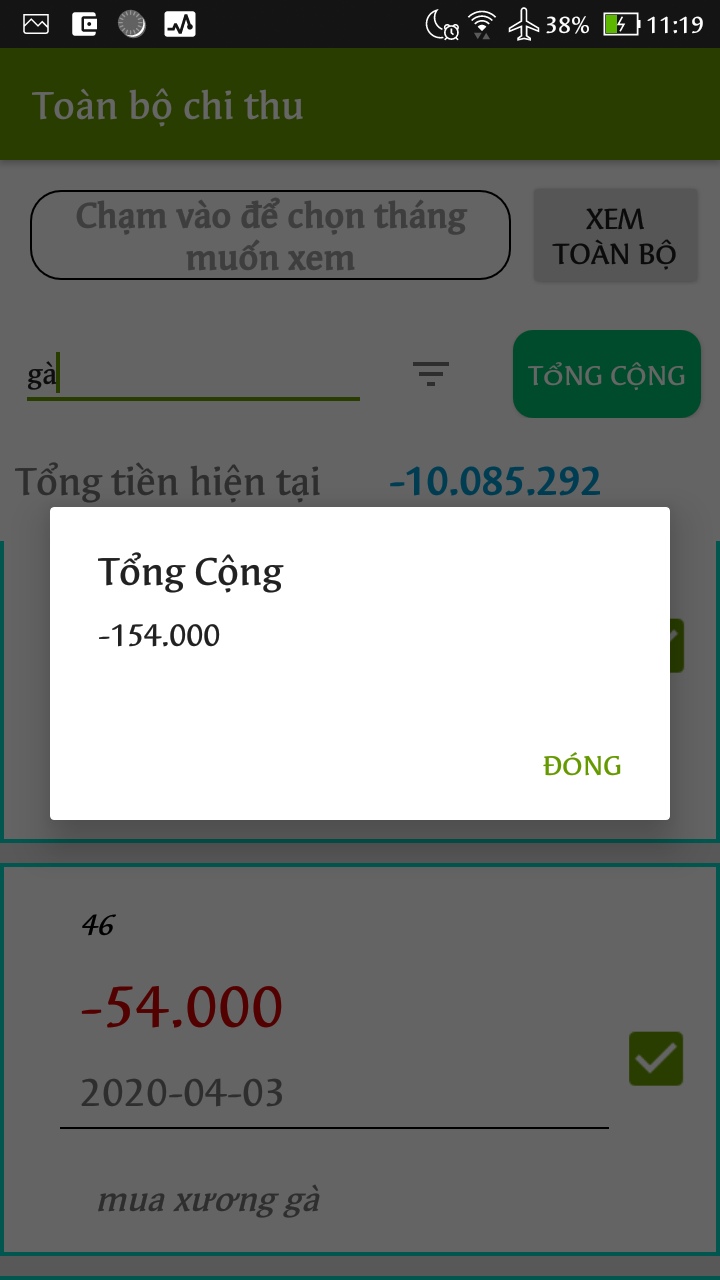 38% 11:19
Toàn bộ chi thu
Chạm vào để chọn tháng
muốn xem
XEM
TOÀN BỘ
gà
TỔNG CỘNG
Tổng tiền hiện tại -10.085.292
Tổng Cộng
-154.000
ĐÓNG
46
-54.000
2020-04-03
mua xương gà